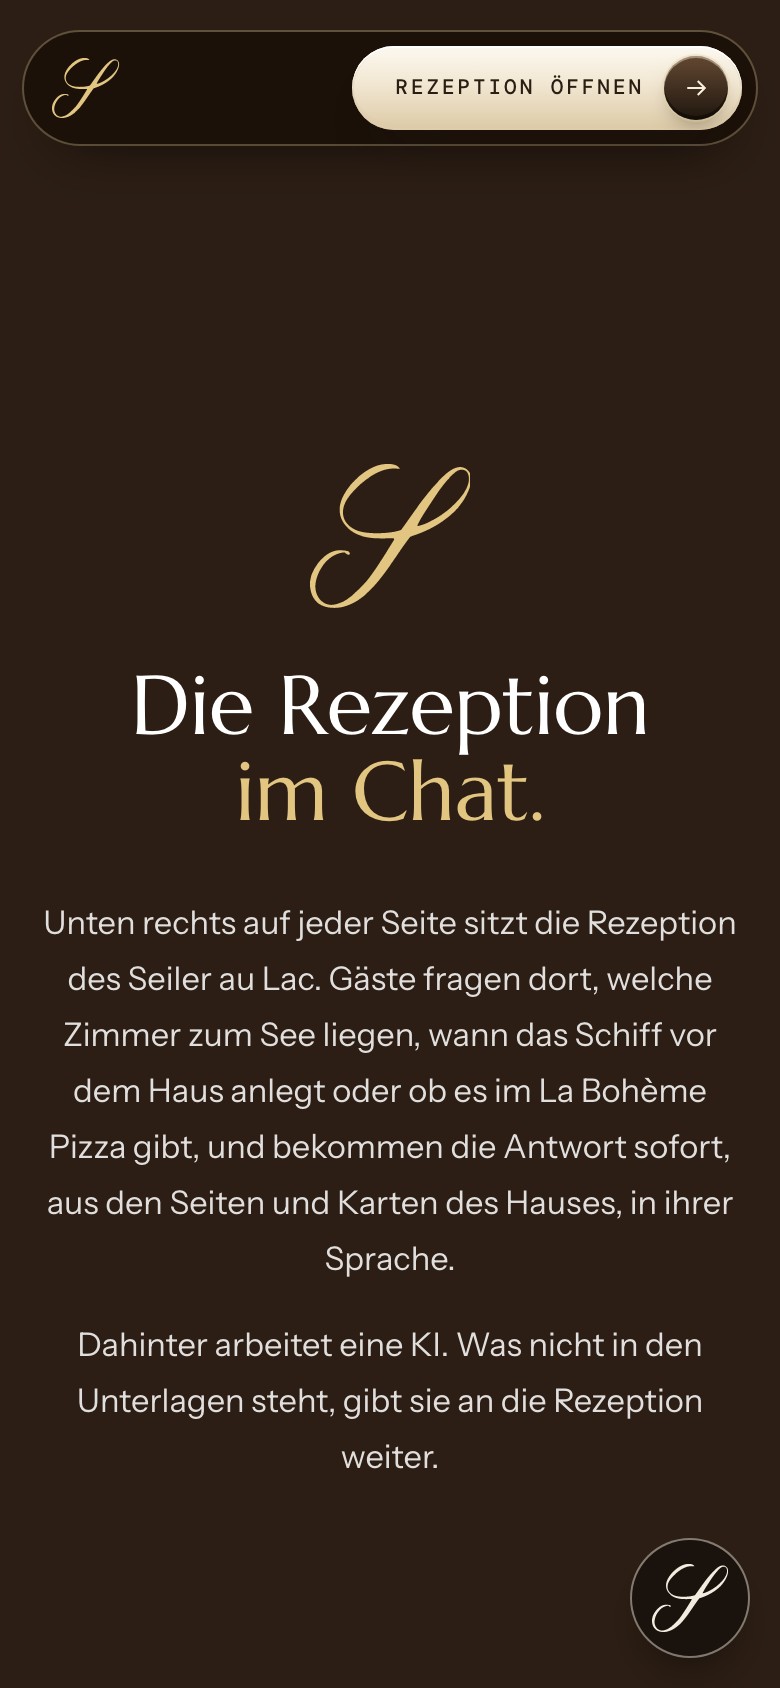 S
REZEPTION ÖFFNEN →
S
Die Rezeption
im Chat.
Unten rechts auf jeder Seite sitzt die Rezeption
des Seiler au Lac. Gäste fragen dort, welche
Zimmer zum See liegen, wann das Schiff vor
dem Haus anlegt oder ob es im La Bohème
Pizza gibt, und bekommen die Antwort sofort,
aus den Seiten und Karten des Hauses, in ihrer
Sprache.
Dahinter arbeitet eine KI. Was nicht in den
Unterlagen steht, gibt sie an die Rezeption
weiter.
S